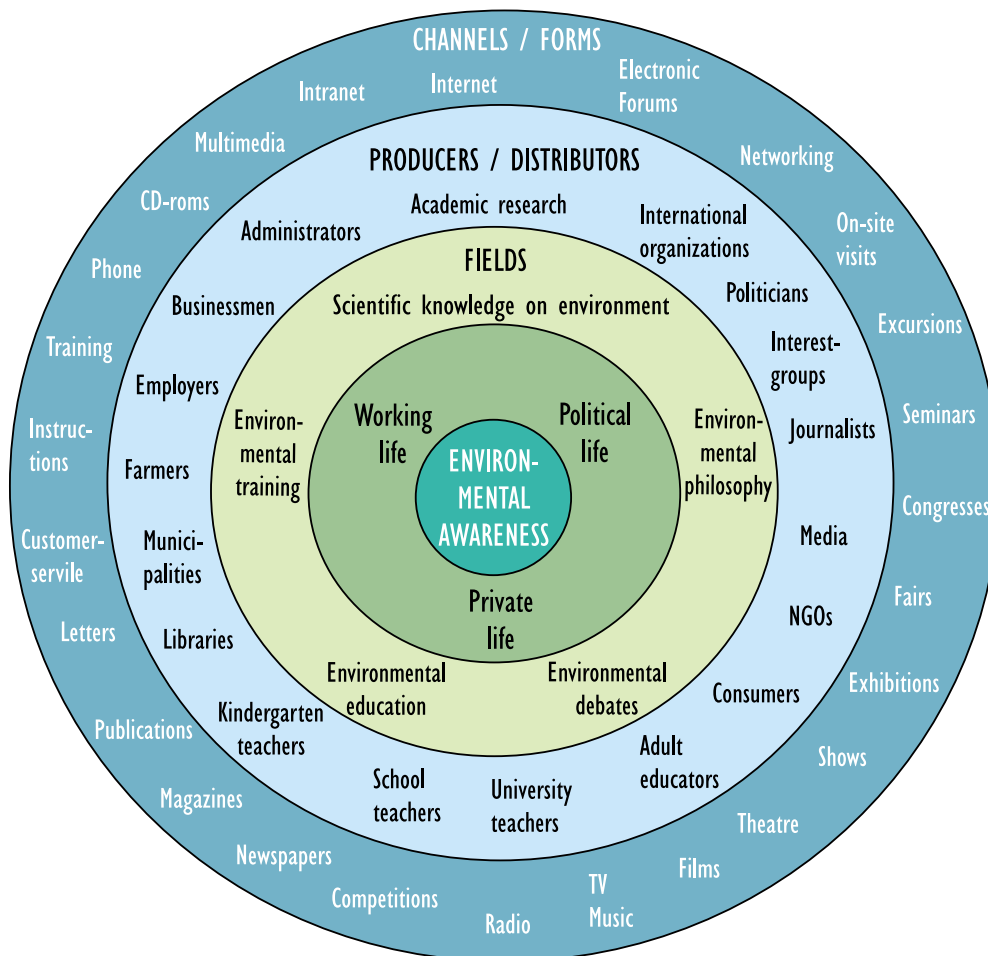 CHANNELS / FORMS
Internet
Electronic
Forums
Networking
On-site
visits
Excursions
Seminars
Congresses
Fairs
Exhibitions
Shows
Theatre
Films
TV
Music
Radio
Competitions
Newspapers
Magazines
Publications
Letters
Customer-
servile
Instruc-
tions
Training
Phone
CD-roms
Multimedia
Intranet
PRODUCERS / DISTRIBUTORS
Academic research
International
organizations
Politicians
Interest-
groups
Journalists
Media
NGOs
Consumers
Adult
educators
University
teachers
School
teachers
Kindergarten
teachers
Libraries
Munici-
palities
Farmers
Employers
Businessmen
Administrators
FIELDS
Scientific knowledge on environment
Environ-
mental
philosophy
Environmental
debates
Environmental
education
Environ-
mental
training
Working
life
Political
life
Private
life
ENVIRON-
MENTAL
AWARENESS